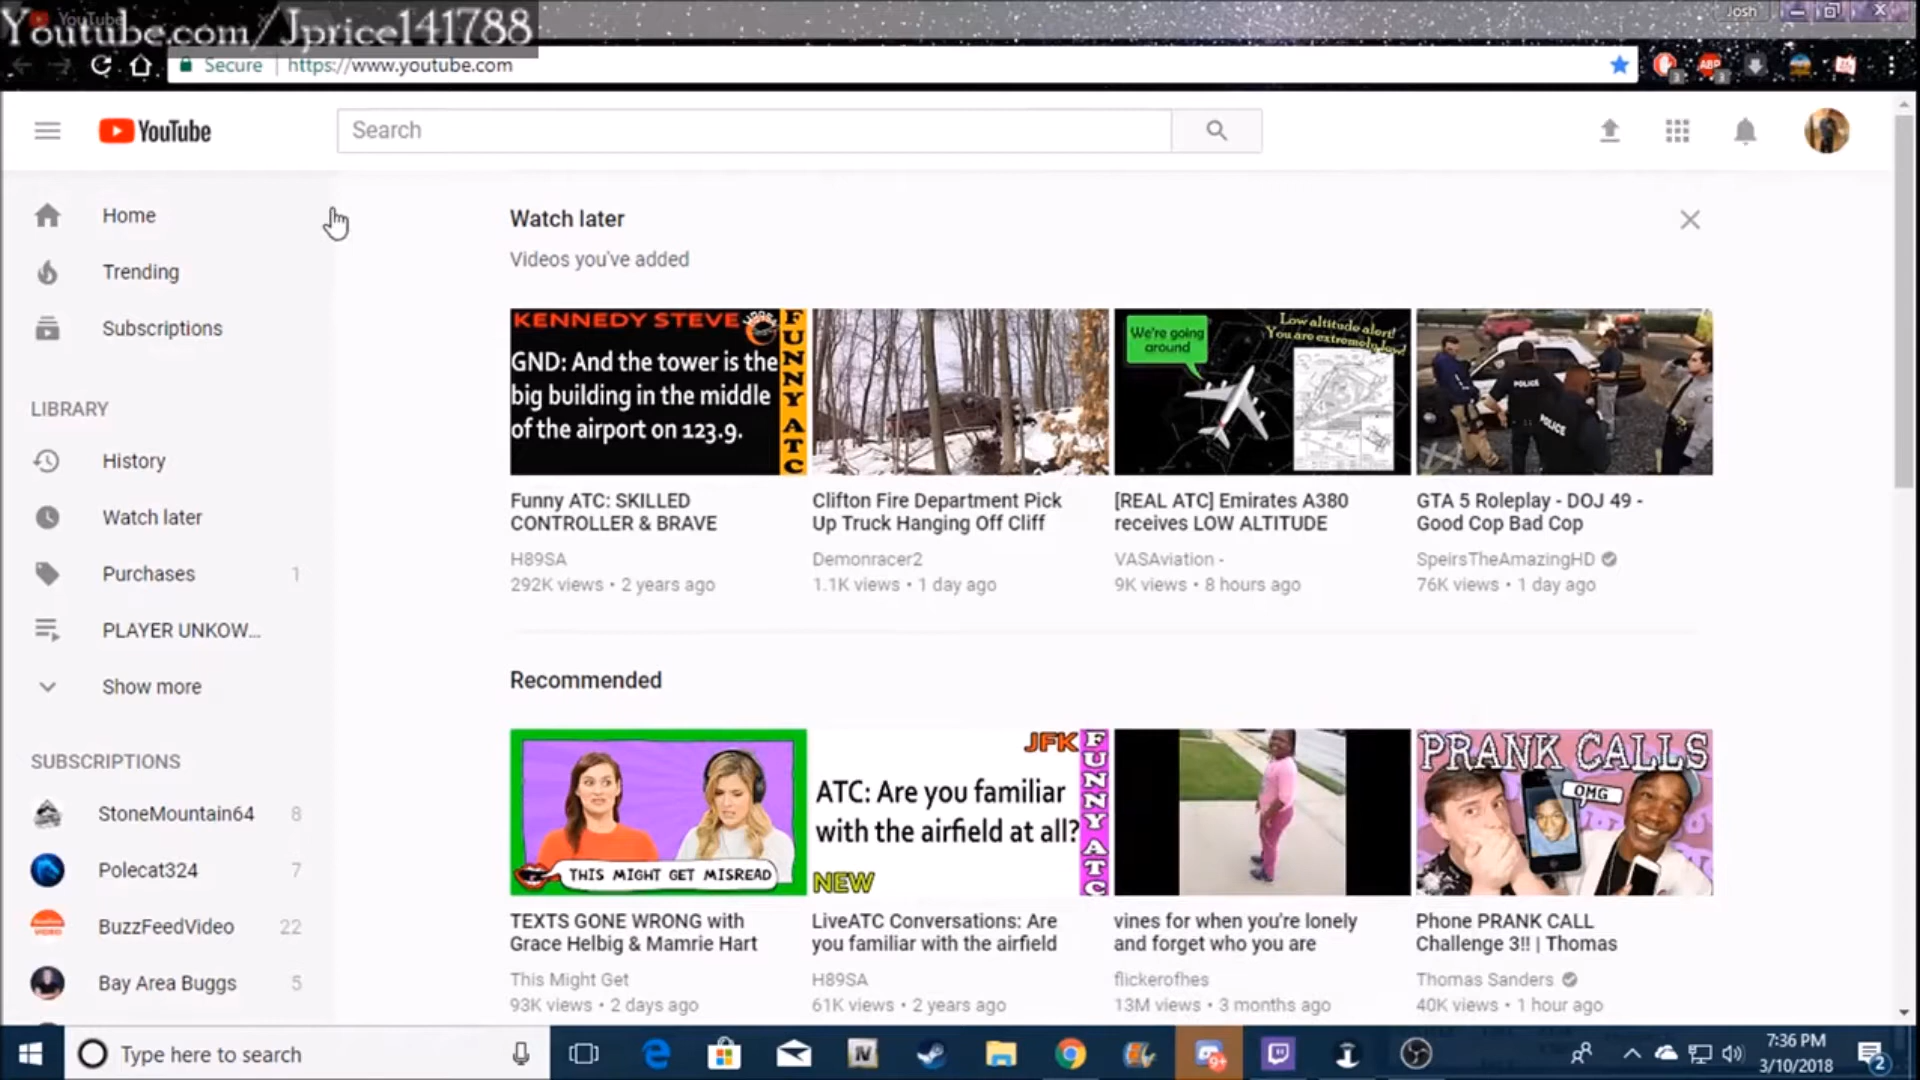 Youtube.com/Jprice141788
YouTube
Josh
Secure
https://www.youtube.com
ABP
3
3
YouTube
Search
Home
Trending
Subscriptions
LIBRARY
History
Watch later
Purchases 1
PLAYER UNKOW...
Show more
SUBSCRIPTIONS
StoneMountain64 8
Polecat324 7
BuzzFeedVideo 22
Bay Area Buggs 5
Watch later
Videos you've added
KENNEDY STEVE
GND: And the tower is the
big building in the middle
of the airport on 123.9.
FUNNY ATC
We're going
around
Low altitude alert!
You are extremely low!
POLICE
POLICE
Funny ATC: SKILLED
CONTROLLER & BRAVE
H89SA
292K views • 2 years ago
Clifton Fire Department Pick
Up Truck Hanging Off Cliff
Demonracer2
1.1K views • 1 day ago
[REAL ATC] Emirates A380
receives LOW ALTITUDE
VASAviation -
9K views • 8 hours ago
GTA 5 Roleplay - DOJ 49 -
Good Cop Bad Cop
SpeirsTheAmazingHD
76K views • 1 day ago
Recommended
THIS MIGHT GET MISREAD
JFK
ATC: Are you familiar
with the airfield at all?
NEW
FUNNY ATC
PRANK CALLS
OMG
TEXTS GONE WRONG with
Grace Helbig & Mamrie Hart
This Might Get
93K views • 2 days ago
LiveATC Conversations: Are
you familiar with the airfield
H89SA
61K views • 2 years ago
vines for when you're lonely
and forget who you are
flickerofhes
13M views • 3 months ago
Phone PRANK CALL
Challenge 3!! | Thomas
Thomas Sanders
40K views • 1 hour ago
Type here to search
9+
7:36 PM
3/10/2018
2